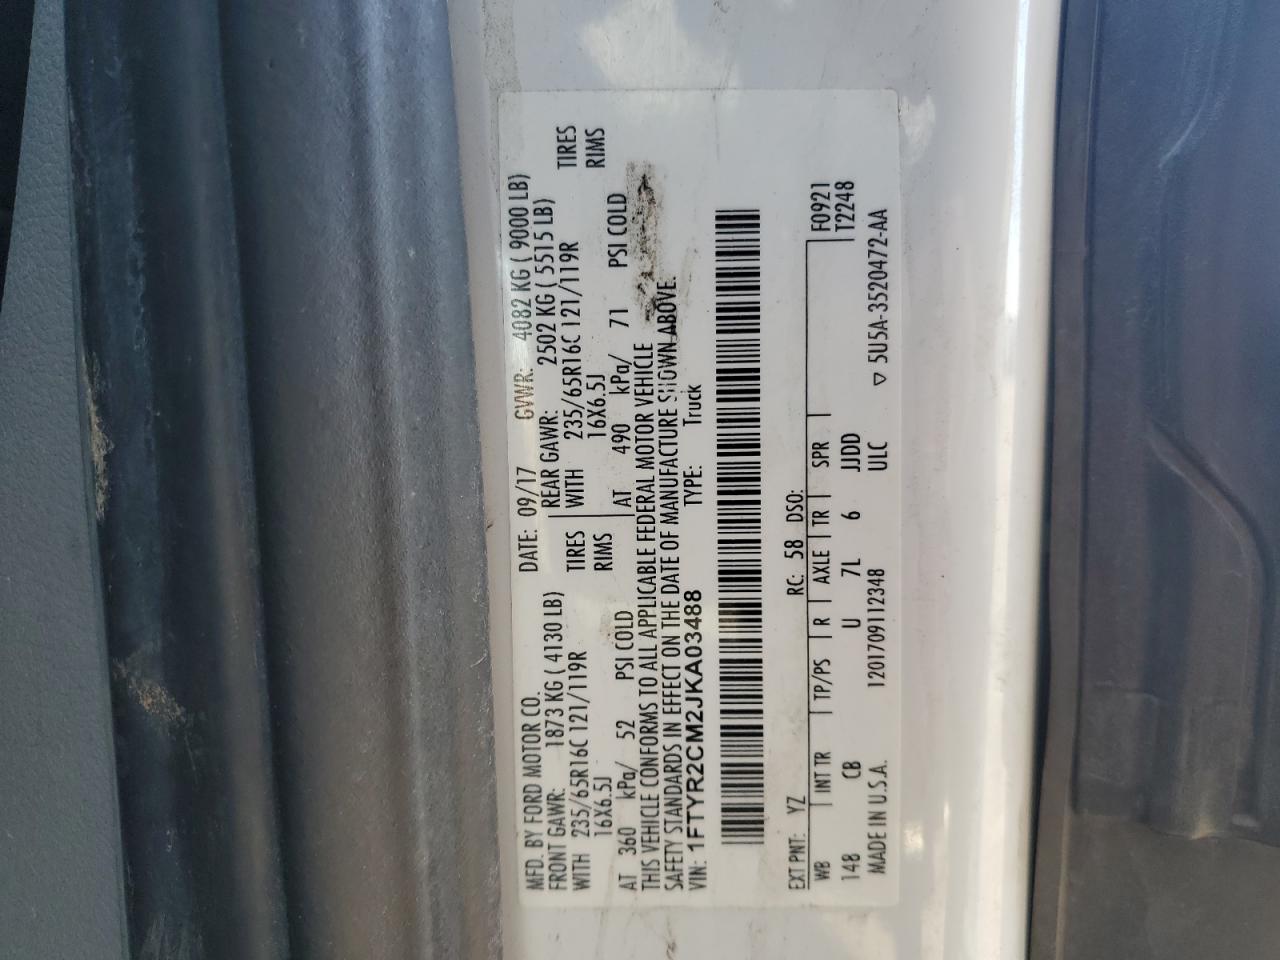 MFD. BY FORD MOTOR CO. DATE: 09/17 GVWR: 4082 KG ( 9000 LB)
FRONT GAWR: 1873 KG ( 4130 LB) REAR GAWR: 2502 KG ( 5515 LB)
WITH 235/65R16C 121/119R TIRES WITH 235/65R16C 121/119R TIRES
16X6.5J RIMS 16X6.5J RIMS
AT 360 kPa/ 52 PSI COLD AT 490 kPa/ 71 PSI COLD
THIS VEHICLE CONFORMS TO ALL APPLICABLE FEDERAL MOTOR VEHICLE
SAFETY STANDARDS IN EFFECT ON THE DATE OF MANUFACTURE SHOWN ABOVE.
VIN: 1FTYR2CM2JKA03488 TYPE: Truck
EXT PNT: YZ RC: 58 DSO: F0921
WB INT TR TP/PS R AXLE TR SPR T2248
148 CB U 7L 6 JJDD
MADE IN U.S.A. 1201709112348 ULC ▽ 5U5A-3520472-AA